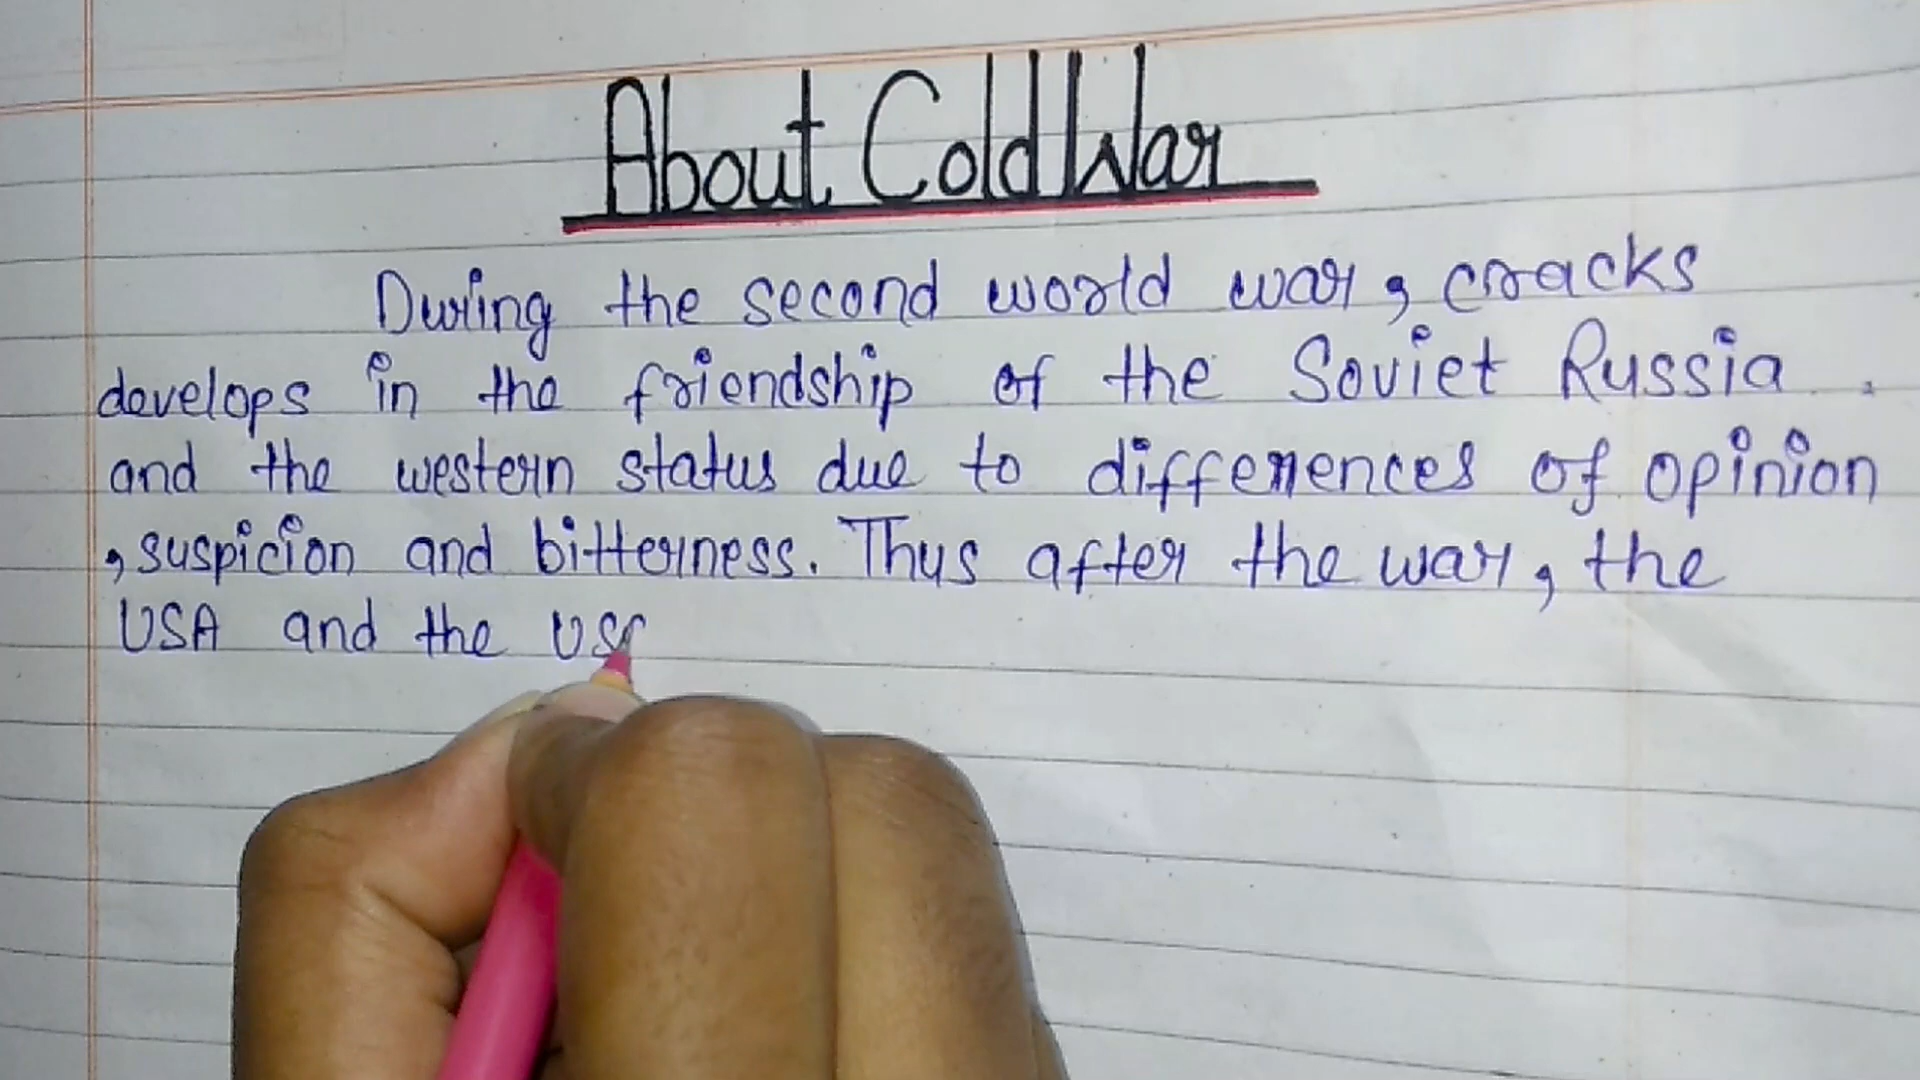 About Cold War
During the second world war, cracks
develops in the friendship of the Soviet Russia
and the western status due to differences of opinion
, suspicion and bitterness. Thus after the war, the
USA and the US